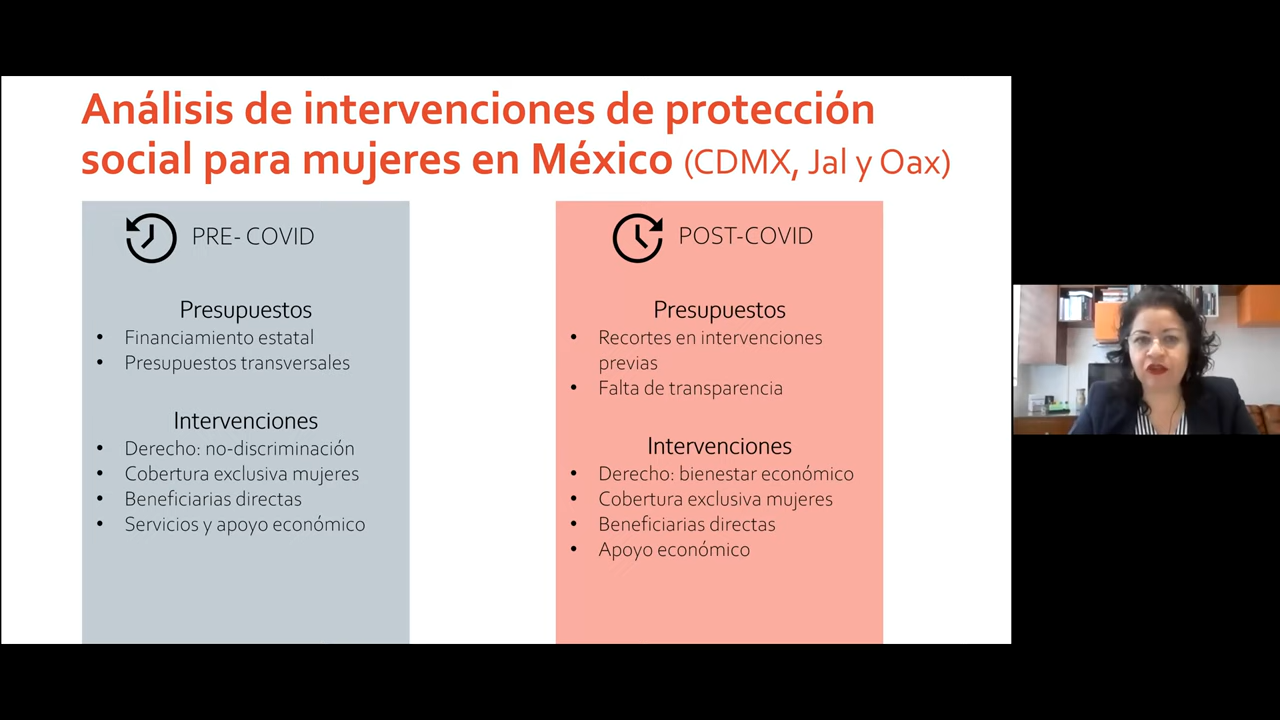 Análisis de intervenciones de protección
social para mujeres en México (CDMX, Jal y Oax)
PRE- COVID
Presupuestos
• Financiamiento estatal
• Presupuestos transversales
Intervenciones
• Derecho: no-discriminación
• Cobertura exclusiva mujeres
• Beneficiarias directas
• Servicios y apoyo económico
POST-COVID
Presupuestos
• Recortes en intervenciones
previas
• Falta de transparencia
Intervenciones
• Derecho: bienestar económico
• Cobertura exclusiva mujeres
• Beneficiarias directas
• Apoyo económico